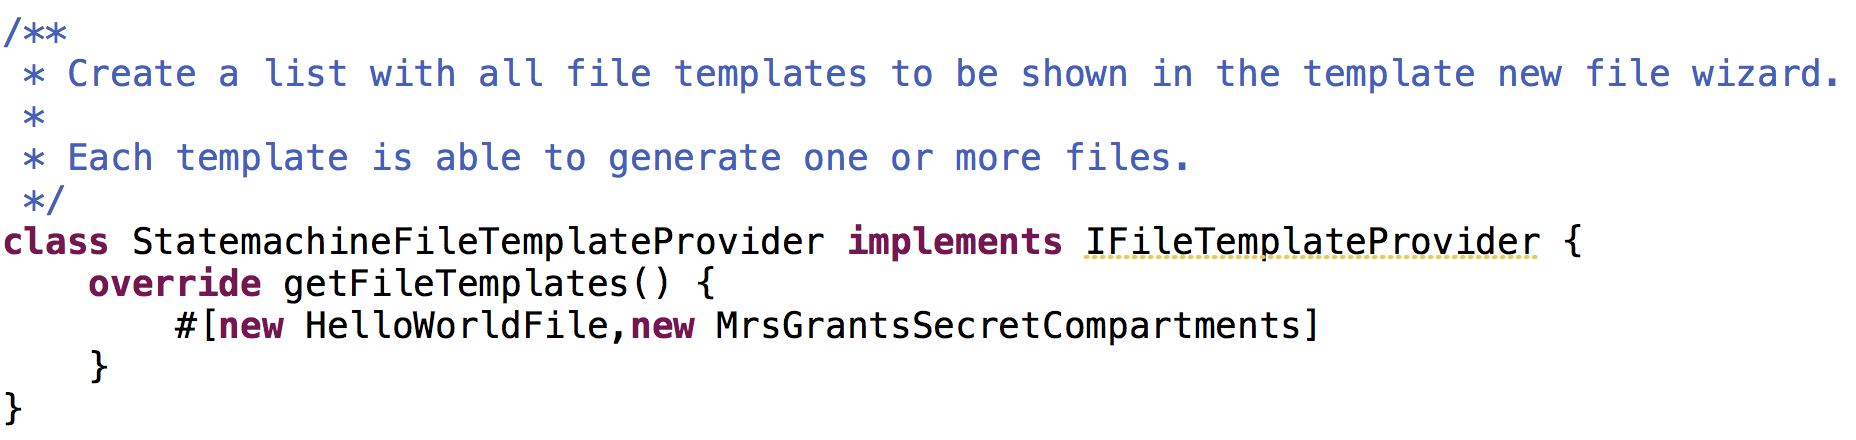 /**
 * Create a list with all file templates to be shown in the template new file wizard.
 *
 * Each template is able to generate one or more files.
 */
class StatemachineFileTemplateProvider implements IFileTemplateProvider {
    override getFileTemplates() {
        #[new HelloWorldFile,new MrsGrantsSecretCompartments]
    }
}